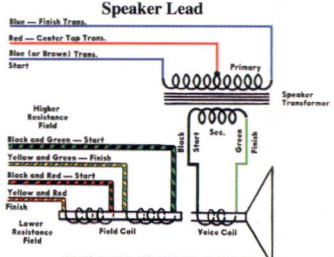 Speaker Lead
Blue — Finish Trans.
Red — Center Tap Trans.
Blue (or Brown) Trans.
Start
Primary
Speaker
Transformer
Higher
Resistance
Field
Sec.
Black
Start
Green
Finish
Black and Green — Start
Yellow and Green — Finish
Black and Red — Start
Yellow and Red
Finish
Lower
Resistance
Field
Field Coil
Voice Coil